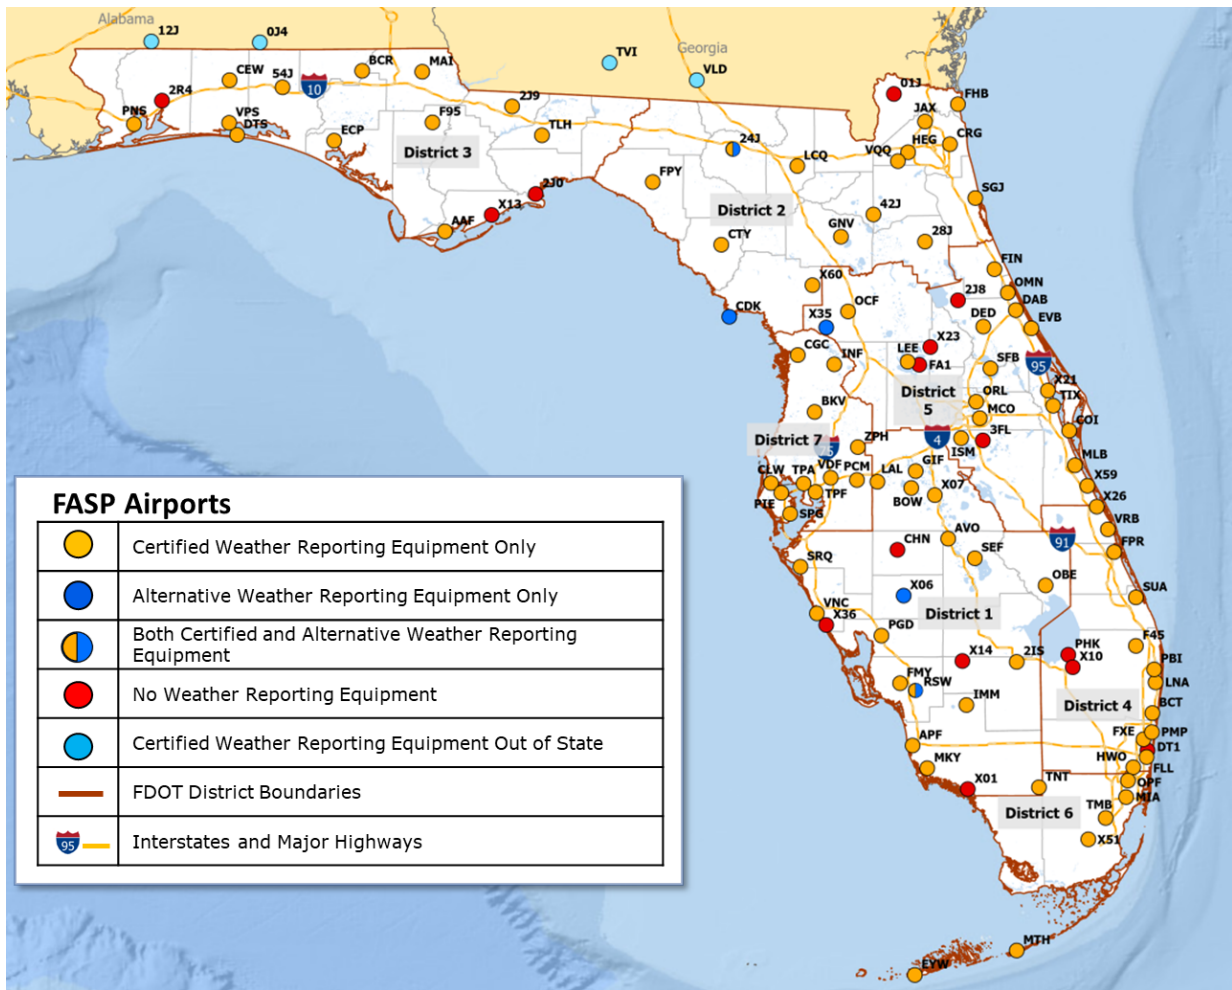 Alabama
12J
0J4
TVI
Georgia
VLD
BCR
MAI
CEW
54J
10
2R4
2J9
01J
FHB
PNS
VPS
DTS
F95
TLH
JAX
ECP
District 3
24J
HEG
CRG
VQQ
LCQ
FPY
2J0
SGJ
X13
District 2
42J
AAF
GNV
CTY
28J
FIN
X60
OMN
2J8
CDK
OCF
DAB
X35
DED
EVB
X23
CGC
INF
LEE
FA1
SFB
95
X21
District
5
ORL
TIX
BKV
MCO
COI
District 7
75
ZPH
4
3FL
ISM
MLB
CLW
TPA
VDF
PCM
LAL
GIF
X59
PIE
TPF
BOW
X07
X26
SPG
VRB
AVO
91
CHN
SEF
FPR
SRQ
OBE
X06
SUA
VNC
X36
District 1
PGD
F45
PHK
X14
2IS
X10
PBI
FMY
RSW
LNA
IMM
District 4
BCT
APF
FXE
PMP
DT1
MKY
HWO
FLL
X01
TNT
OPF
MIA
District 6
TMB
X51
MTH
EYW
FASP Airports
Certified Weather Reporting Equipment Only
Alternative Weather Reporting Equipment Only
Both Certified and Alternative Weather Reporting
Equipment
No Weather Reporting Equipment
Certified Weather Reporting Equipment Out of State
FDOT District Boundaries
95
Interstates and Major Highways